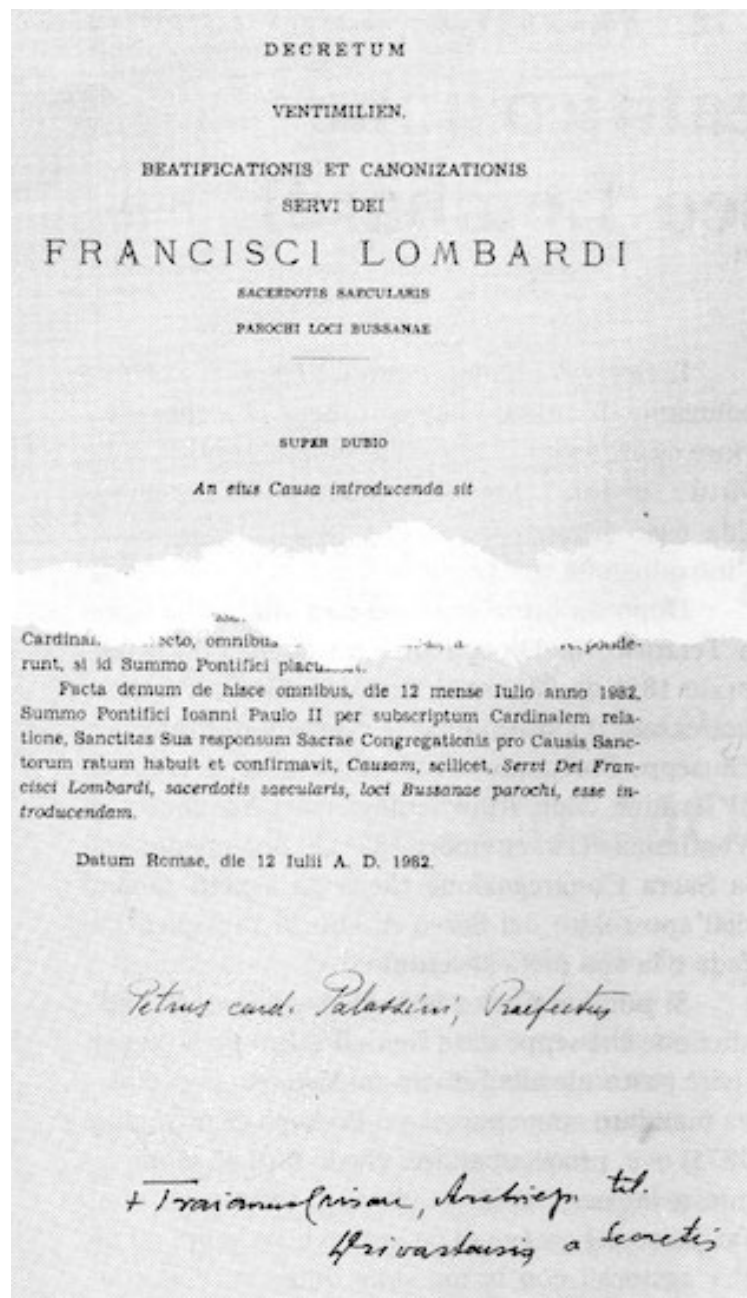 DECRETUM
VENTIMILIEN.
BEATIFICATIONIS ET CANONIZATIONIS
SERVI DEI
FRANCISCI LOMBARDI
SACERDOTIS SAECULARIS
PAROCHI LOCI BUSSANAE
SUPER DUBIO
An eius Causa introducenda sit
omnibus
runt, si id Summo Pontifici
Facta demum de hisce omnibus, die 12 mense Iulio anno 1982,
Summo Pontifici Ioanni Paulo II per subscriptum Cardinalem rela-
tione, Sanctitas Sua responsum Sacrae Congregationis pro Causis Sanc-
torum ratum habuit et confirmavit, Causam, scilicet, Servi Dei Fran-
cisci Lombardi, sacerdotis saecularis, loci Bussanae parochi, esse in-
troducendam.
Datum Romae, die 12 Iulii A. D. 1982.
Petrus card. Palazzini, Praefectus
+ Traianus Crisan, Archiep. tit.
Drivastensis a Secretis